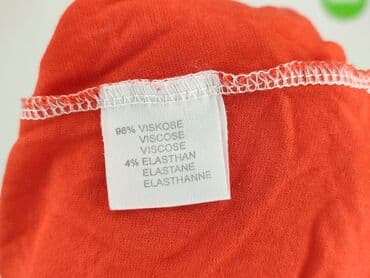 96% VISKOSE
VISCOSE
VISCOSE
4% ELASTHAN
ELASTANE
ELASTHANNE